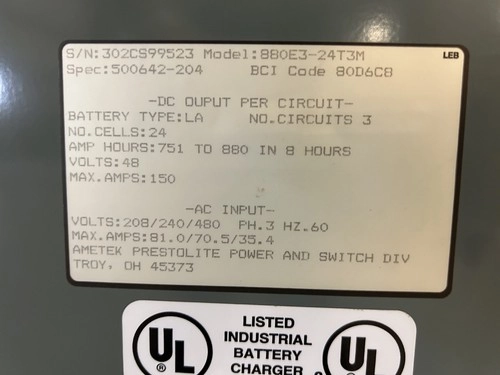 S/N:302CS99523 Model:880E3-24T3M LEB
Spec:500642-204 BCI Code 80D6C8
-DC OUPUT PER CIRCUIT-
BATTERY TYPE:LA NO.CIRCUITS 3
NO.CELLS:24
AMP HOURS:751 TO 880 IN 8 HOURS
VOLTS:48
MAX.AMPS:150
-AC INPUT-
VOLTS:208/240/480 PH.3 HZ.60
MAX.AMPS:81.0/70.5/35.4
AMETEK PRESTOLITE POWER AND SWITCH DIV
TROY, OH 45373
LISTED
INDUSTRIAL
BATTERY
CHARGER
UL ® UL ®